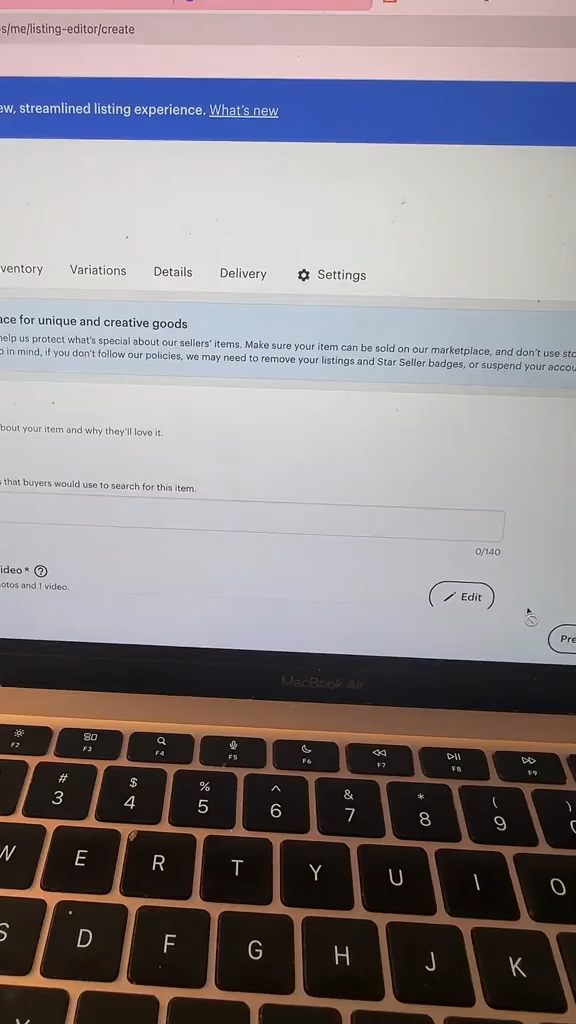 s/me/listing-editor/create
ew, streamlined listing experience. What's new
ventory Variations Details Delivery Settings
ace for unique and creative goods
help us protect what's special about our sellers' items. Make sure your item can be sold on our marketplace, and don't use sto
p in mind, if you don't follow our policies, we may need to remove your listings and Star Seller badges, or suspend your accou
bout your item and why they'll love it.
s that buyers would use to search for this item.
0/140
ideo * ?
otos and 1 video.
Edit
Pre
MacBook Air
F2 F3 F4 F5 F6 F7 F8 F9
# $ % ^ & * ( )
3 4 5 6 7 8 9
W E R T Y U I O
S D F G H J K